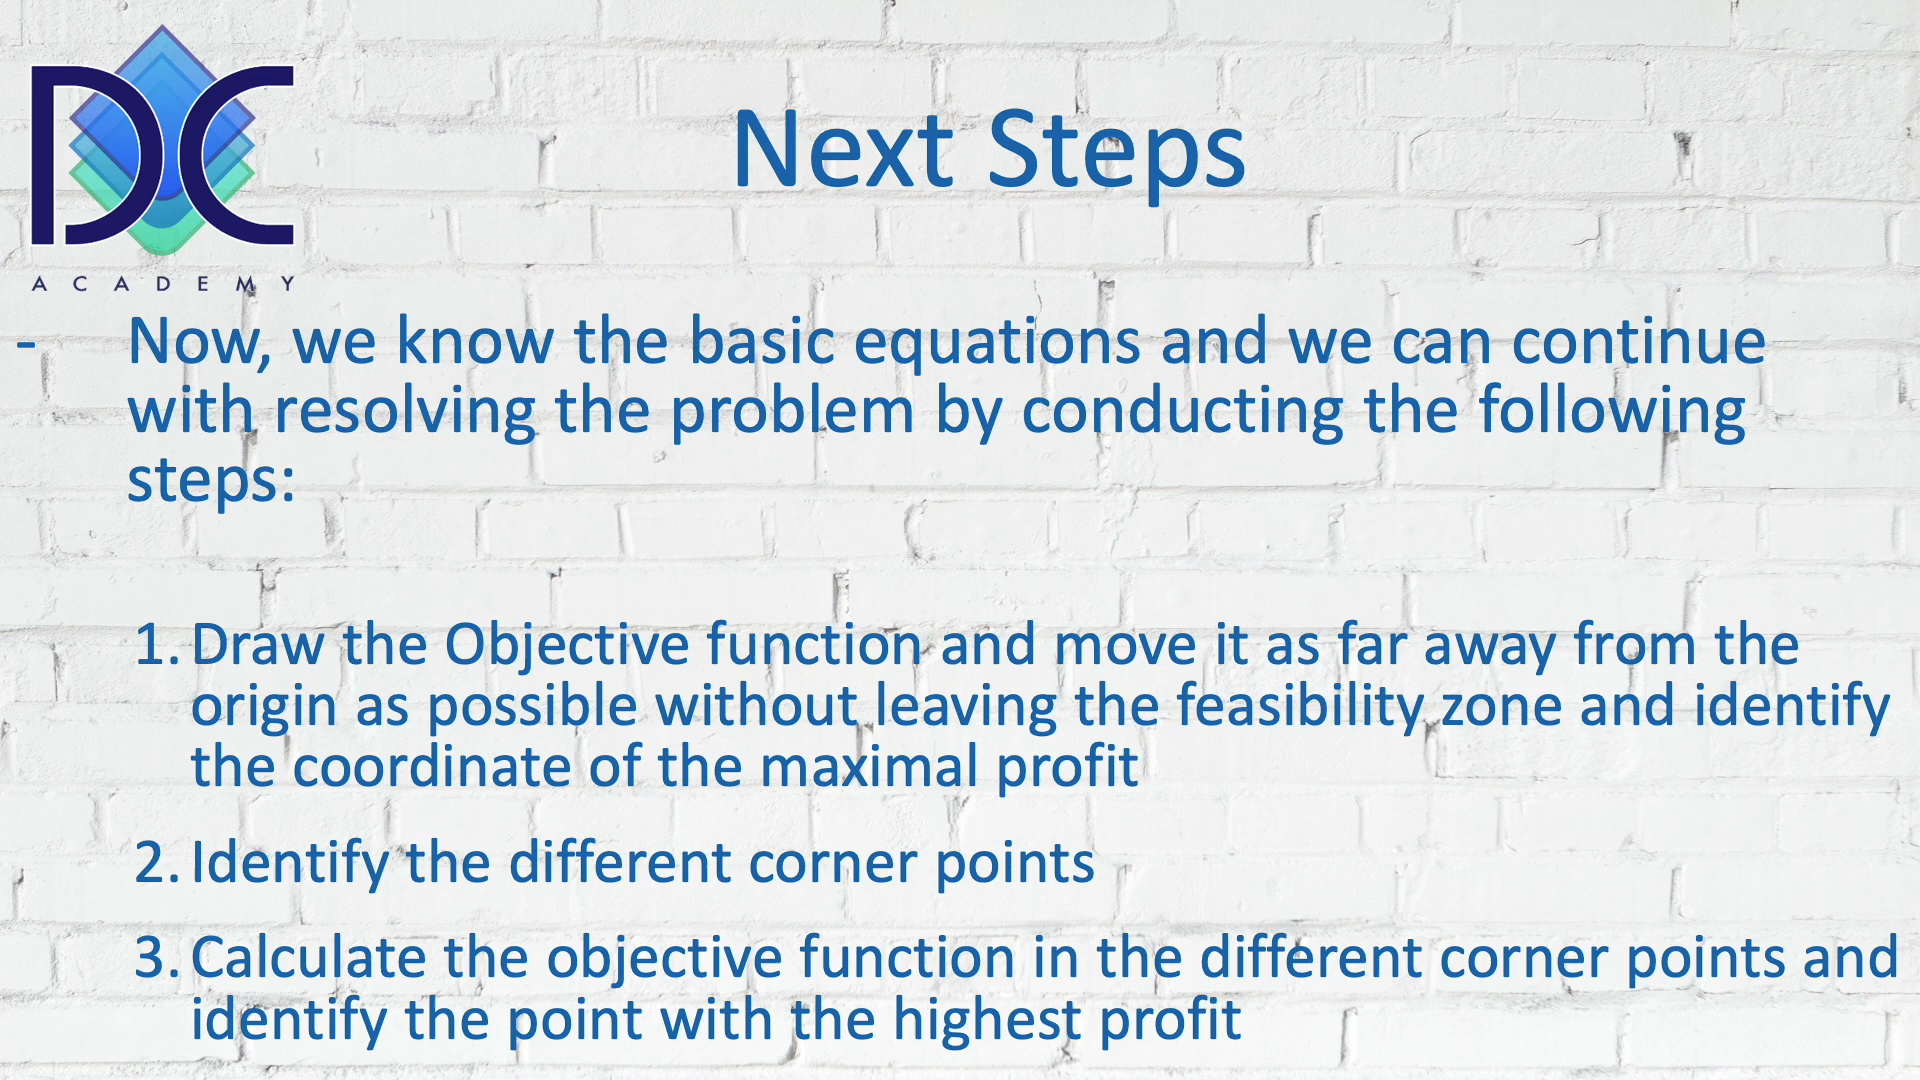 DC
ACADEMY
Next Steps
- Now, we know the basic equations and we can continue
with resolving the problem by conducting the following
steps:
1. Draw the Objective function and move it as far away from the
origin as possible without leaving the feasibility zone and identify
the coordinate of the maximal profit
2. Identify the different corner points
3. Calculate the objective function in the different corner points and
identify the point with the highest profit